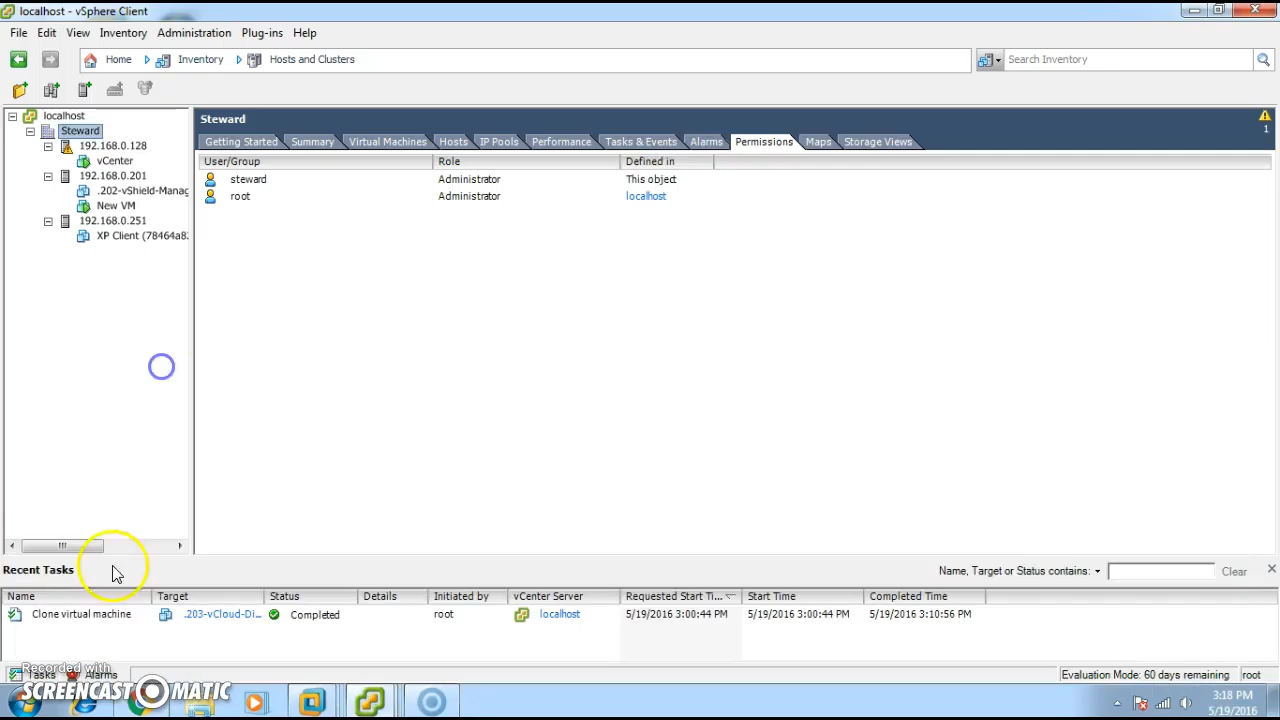 localhost - vSphere Client
File Edit View Inventory Administration Plug-ins Help
Home Inventory Hosts and Clusters Search Inventory
localhost
Steward
192.168.0.128
vCenter
192.168.0.201
.202-vShield-Manag
New VM
192.168.0.251
XP Client (78464a82
Steward
1
Getting Started Summary Virtual Machines Hosts IP Pools Performance Tasks & Events Alarms Permissions Maps Storage Views
User/Group Role Defined in
steward Administrator This object
root Administrator localhost
Recent Tasks Name, Target or Status contains: Clear
Name Target Status Details Initiated by vCenter Server Requested Start Ti... Start Time Completed Time
Clone virtual machine .203-vCloud-Di... Completed root localhost 5/19/2016 3:00:44 PM 5/19/2016 3:00:44 PM 5/19/2016 3:10:56 PM
Tasks Alarms Evaluation Mode: 60 days remaining root
Recorded with
SCREENCAST-O-MATIC
3:18 PM
5/19/2016